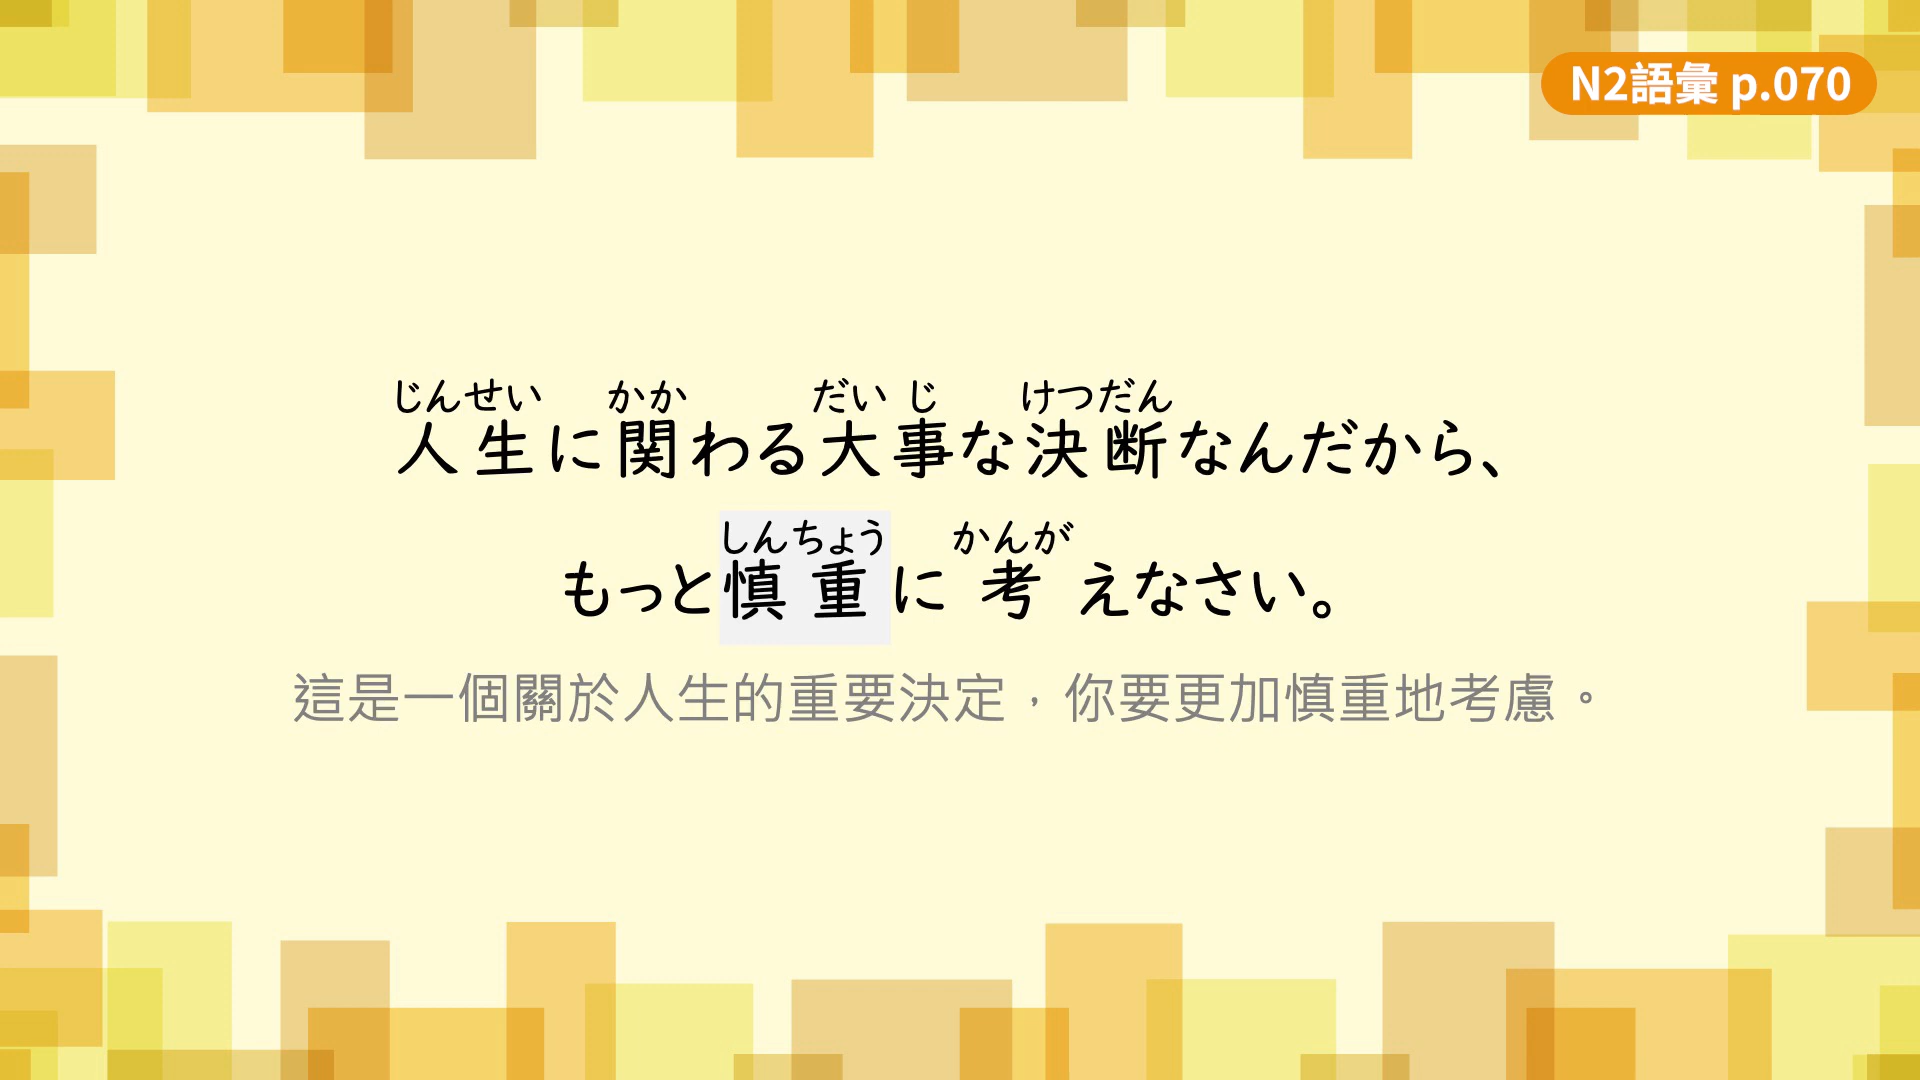 N2語彙 p.070
じんせい かか だいじ けつだん
人生に関わる大事な決断なんだから、
しんちょう かんが
もっと慎重に考えなさい。
這是一個關於人生的重要決定，你要更加慎重地考慮。